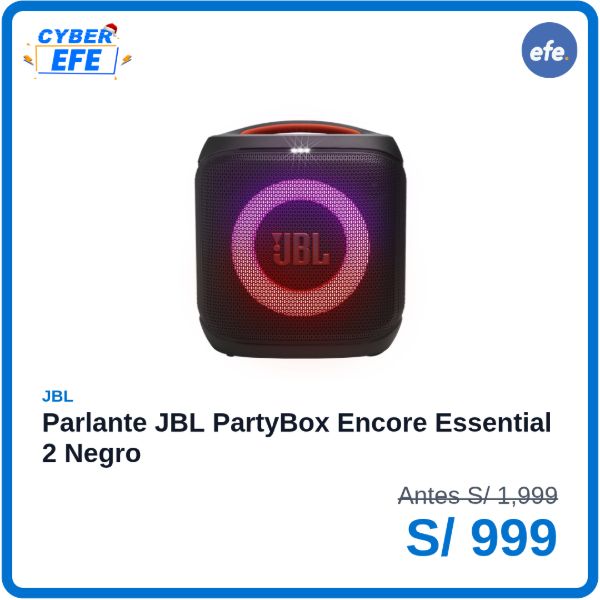 CYBER
EFE
efe.
JBL
JBL
Parlante JBL PartyBox Encore Essential
2 Negro
Antes S/ 1,999
S/ 999